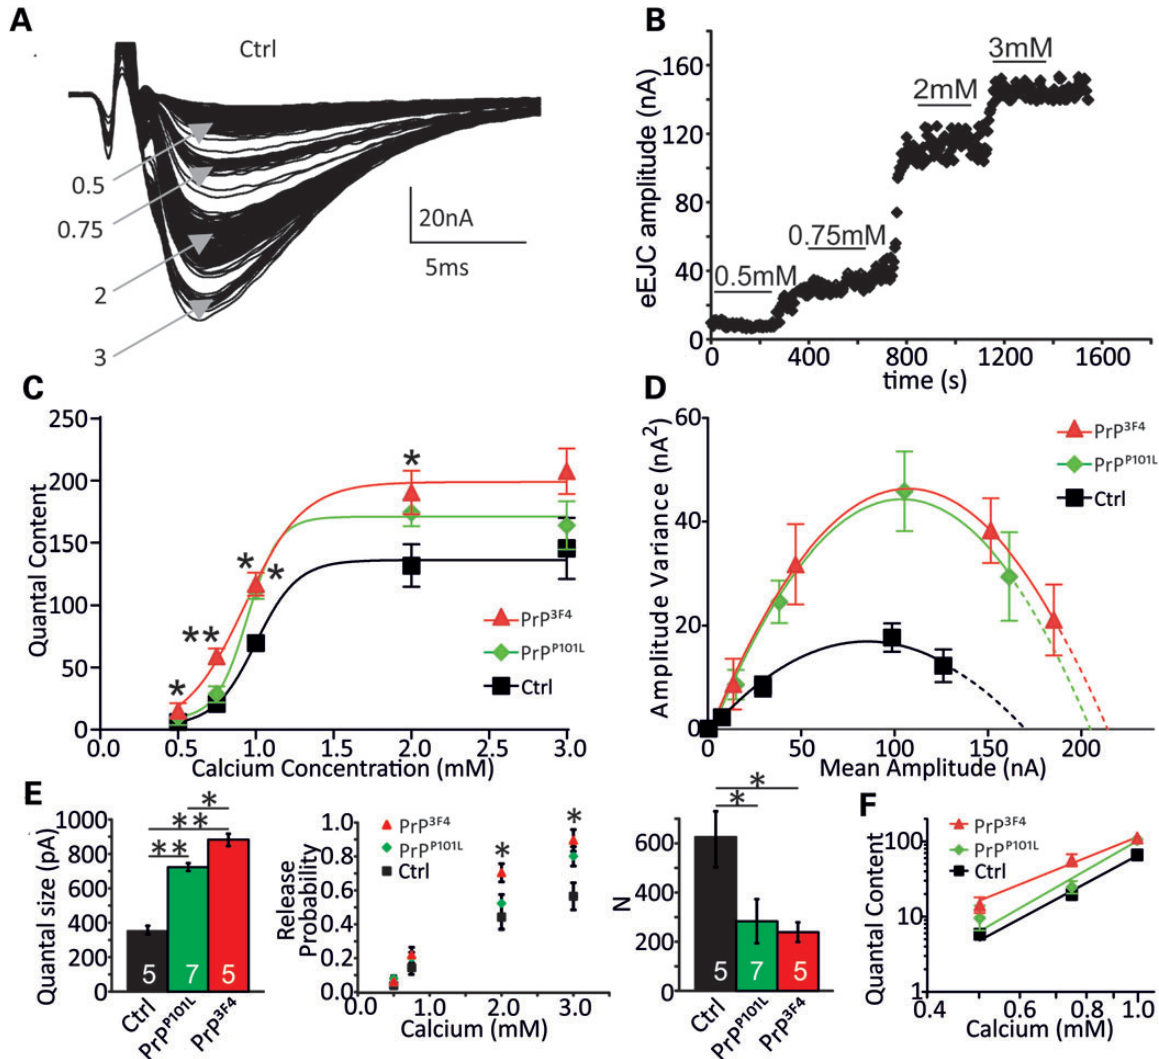 A
Ctrl
0.5
0.75
2
3
20nA
5ms
B
eEJC amplitude (nA)
160
120
80
40
0
0.5mM
0.75mM
2mM
3mM
0 400 800 1200 1600
time (s)
C
Quantal Content
250
200
150
100
50
0
*
**
*
*
*
PrP3F4
PrPP101L
Ctrl
0.0 0.5 1.0 1.5 2.0 2.5 3.0
Calcium Concentration (mM)
D
Amplitude Variance (nA2)
60
40
20
0
PrP3F4
PrPP101L
Ctrl
0 50 100 150 200
Mean Amplitude (nA)
E
Quantal size (pA)
1000
800
600
400
200
0
*
**
**
5 7 5
Ctrl
PrPP101L
PrP3F4
Release
Probability
1.0
0.8
0.6
0.4
0.2
0.0
PrP3F4
PrPP101L
Ctrl
*
*
0.0 1.0 2.0 3.0
Calcium (mM)
N
600
400
200
0
*
*
5 7 5
Ctrl
PrPP101L
PrP3F4
F
Quantal Content
100
10
1
PrP3F4
PrPP101L
Ctrl
0.4 0.6 0.8 1.0
Calcium (mM)